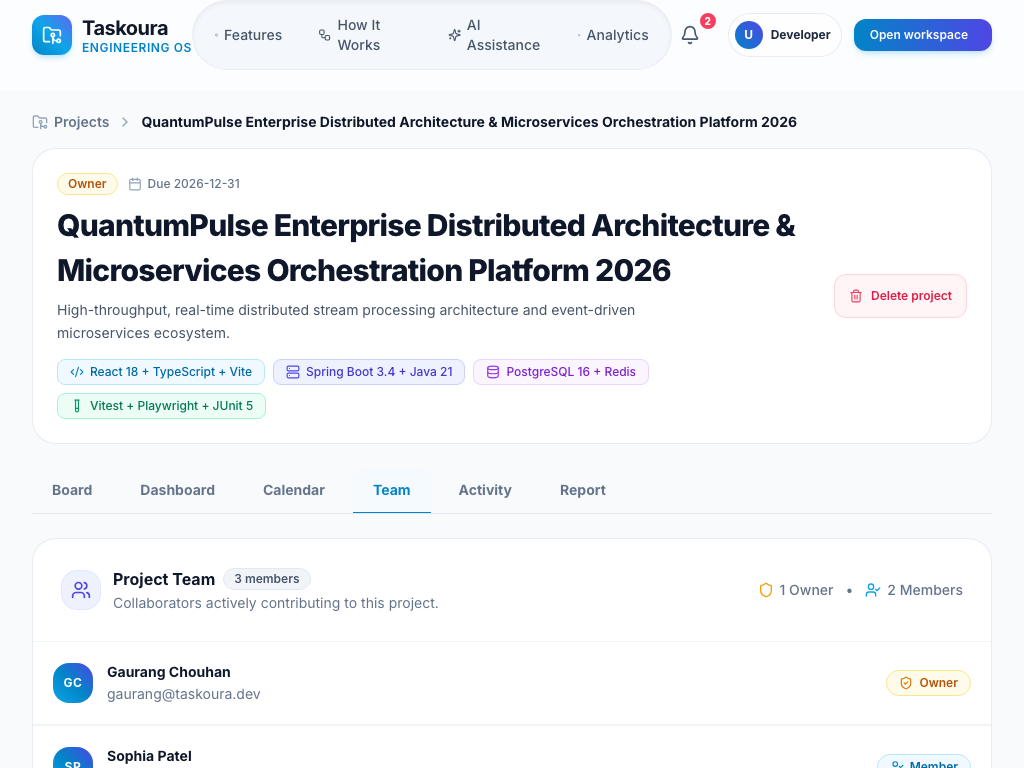 Taskoura
ENGINEERING OS
Features
How It
Works
AI
Assistance
Analytics
2
U
Developer
Open workspace
Projects
QuantumPulse Enterprise Distributed Architecture & Microservices Orchestration Platform 2026
Owner
Due 2026-12-31
QuantumPulse Enterprise Distributed Architecture &
Microservices Orchestration Platform 2026
High-throughput, real-time distributed stream processing architecture and event-driven
microservices ecosystem.
Delete project
React 18 + TypeScript + Vite
Spring Boot 3.4 + Java 21
PostgreSQL 16 + Redis
Vitest + Playwright + JUnit 5
Board
Dashboard
Calendar
Team
Activity
Report
Project Team
3 members
Collaborators actively contributing to this project.
1 Owner • 2 Members
GC
Gaurang Chouhan
gaurang@taskoura.dev
Owner
SP
Sophia Patel
Member